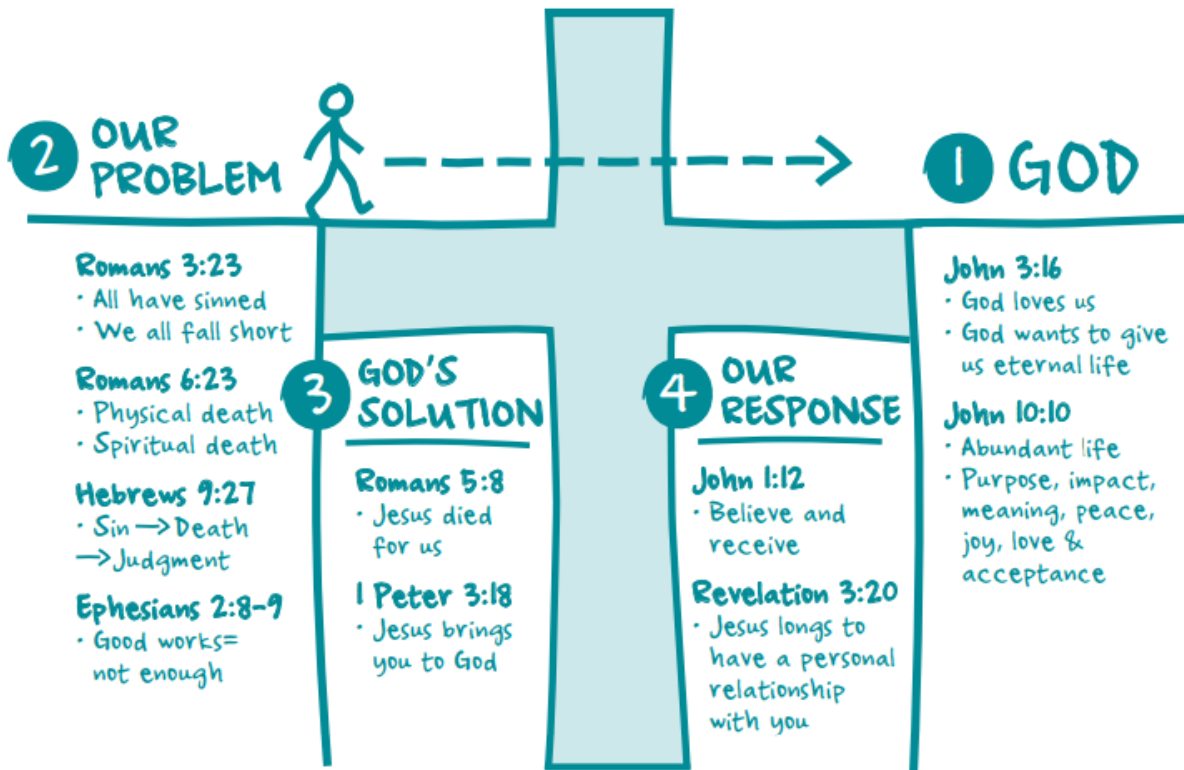 2 OUR
PROBLEM
Romans 3:23
· All have sinned
· We all fall short
Romans 6:23
· Physical death
· Spiritual death
Hebrews 9:27
· Sin → Death
→ Judgment
Ephesians 2:8-9
· Good works=
not enough
3 GOD'S
SOLUTION
Romans 5:8
· Jesus died
for us
1 Peter 3:18
· Jesus brings
you to God
4 OUR
RESPONSE
John 1:12
· Believe and
receive
Revelation 3:20
· Jesus longs to
have a personal
relationship
with you
1 GOD
John 3:16
· God loves us
· God wants to give
us eternal life
John 10:10
· Abundant life
· Purpose, impact,
meaning, peace,
joy, love &
acceptance